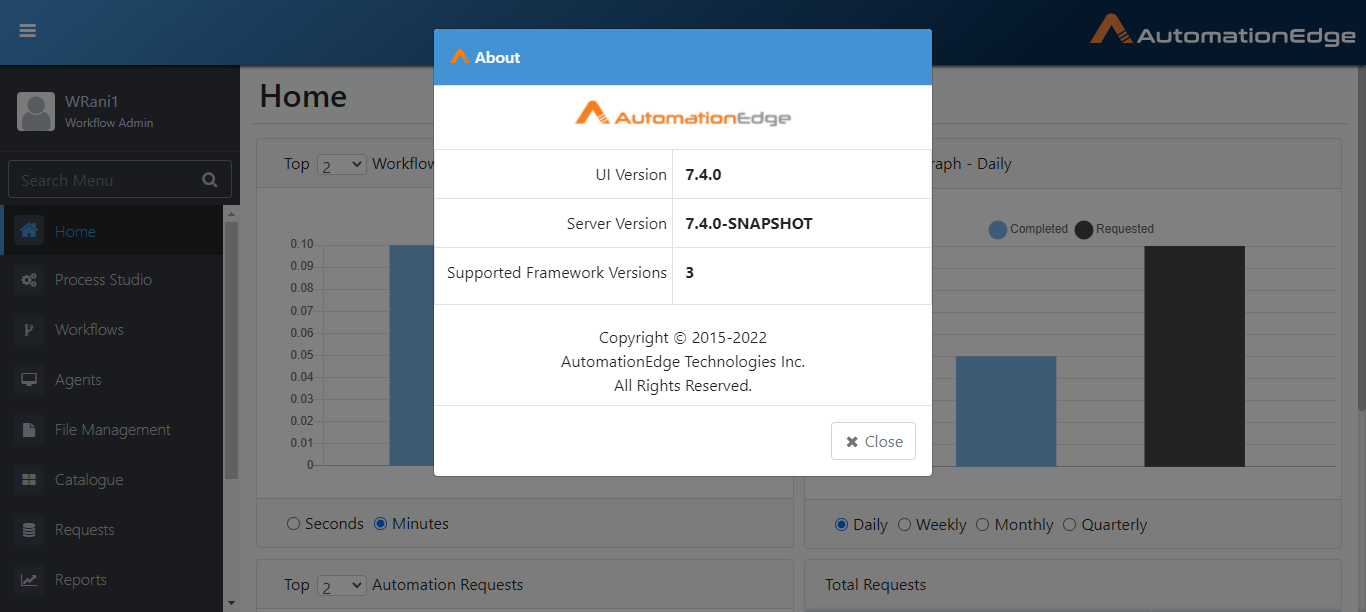 AutomationEdge
WRani1
Workflow Admin
Search Menu
Home
Process Studio
Workflows
Agents
File Management
Catalogue
Requests
Reports
Home
Top 2 Workflow
0.10
0.09
0.08
0.07
0.06
0.05
0.04
0.03
0.02
0.01
0
Seconds Minutes
Top 2 Automation Requests
About
AutomationEdge
UI Version 7.4.0
Server Version 7.4.0-SNAPSHOT
Supported Framework Versions 3
Copyright © 2015-2022
AutomationEdge Technologies Inc.
All Rights Reserved.
Close
raph - Daily
Completed Requested
Daily Weekly Monthly Quarterly
Total Requests